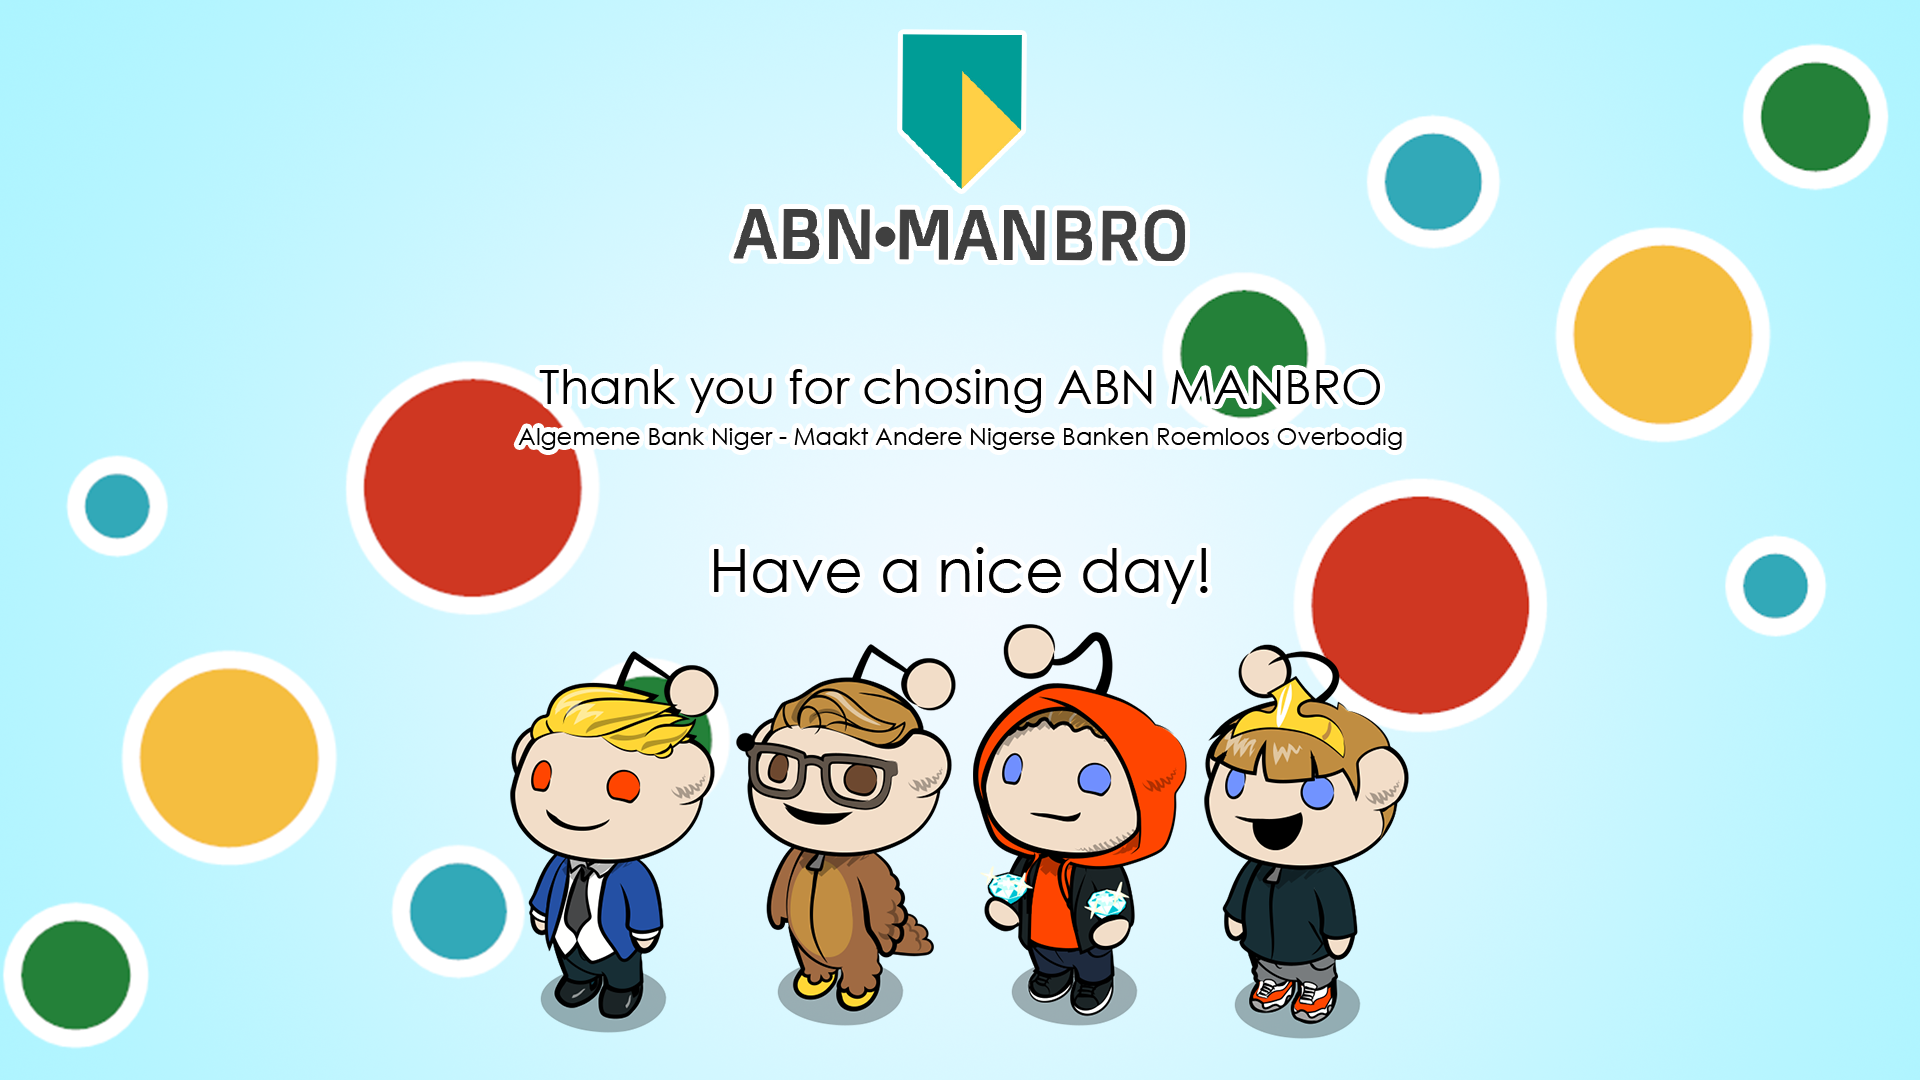 ABN•MANBRO
Thank you for chosing ABN MANBRO
Algemene Bank Niger - Maakt Andere Nigerse Banken Roemloos Overbodig
Have a nice day!